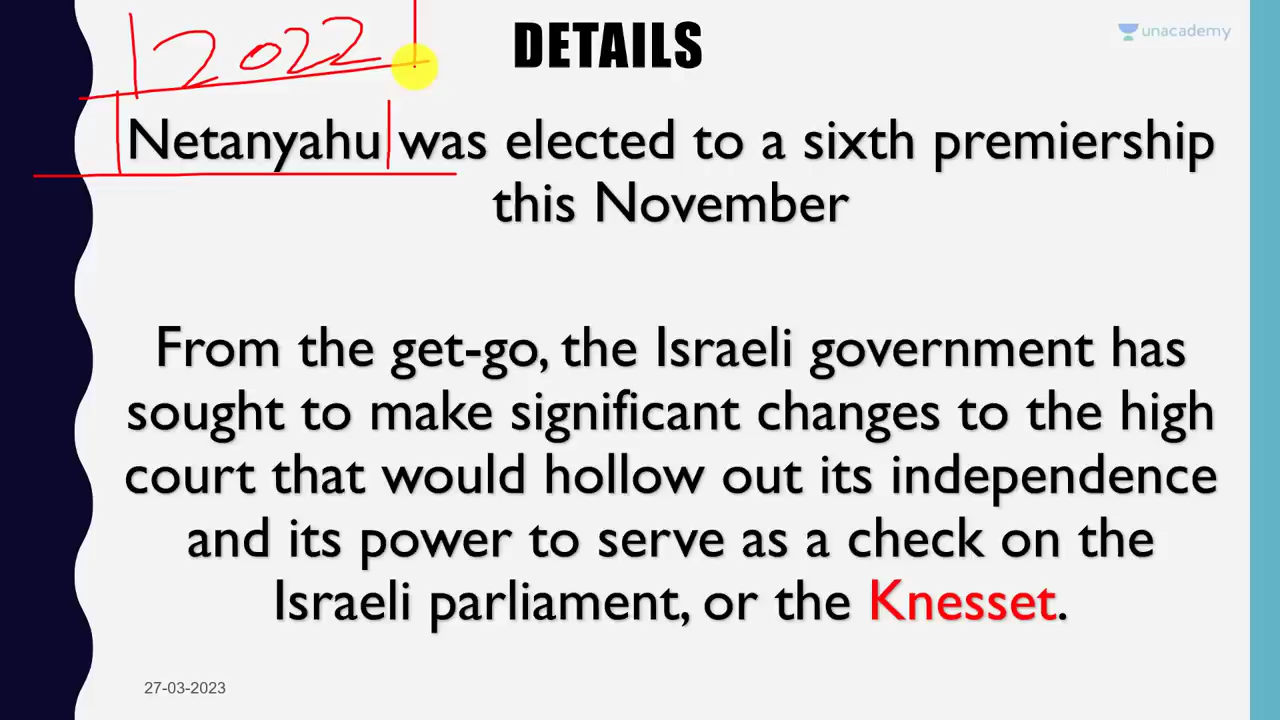 2022
DETAILS
unacademy
Netanyahu was elected to a sixth premiership
this November
From the get-go, the Israeli government has
sought to make significant changes to the high
court that would hollow out its independence
and its power to serve as a check on the
Israeli parliament, or the Knesset.
27-03-2023